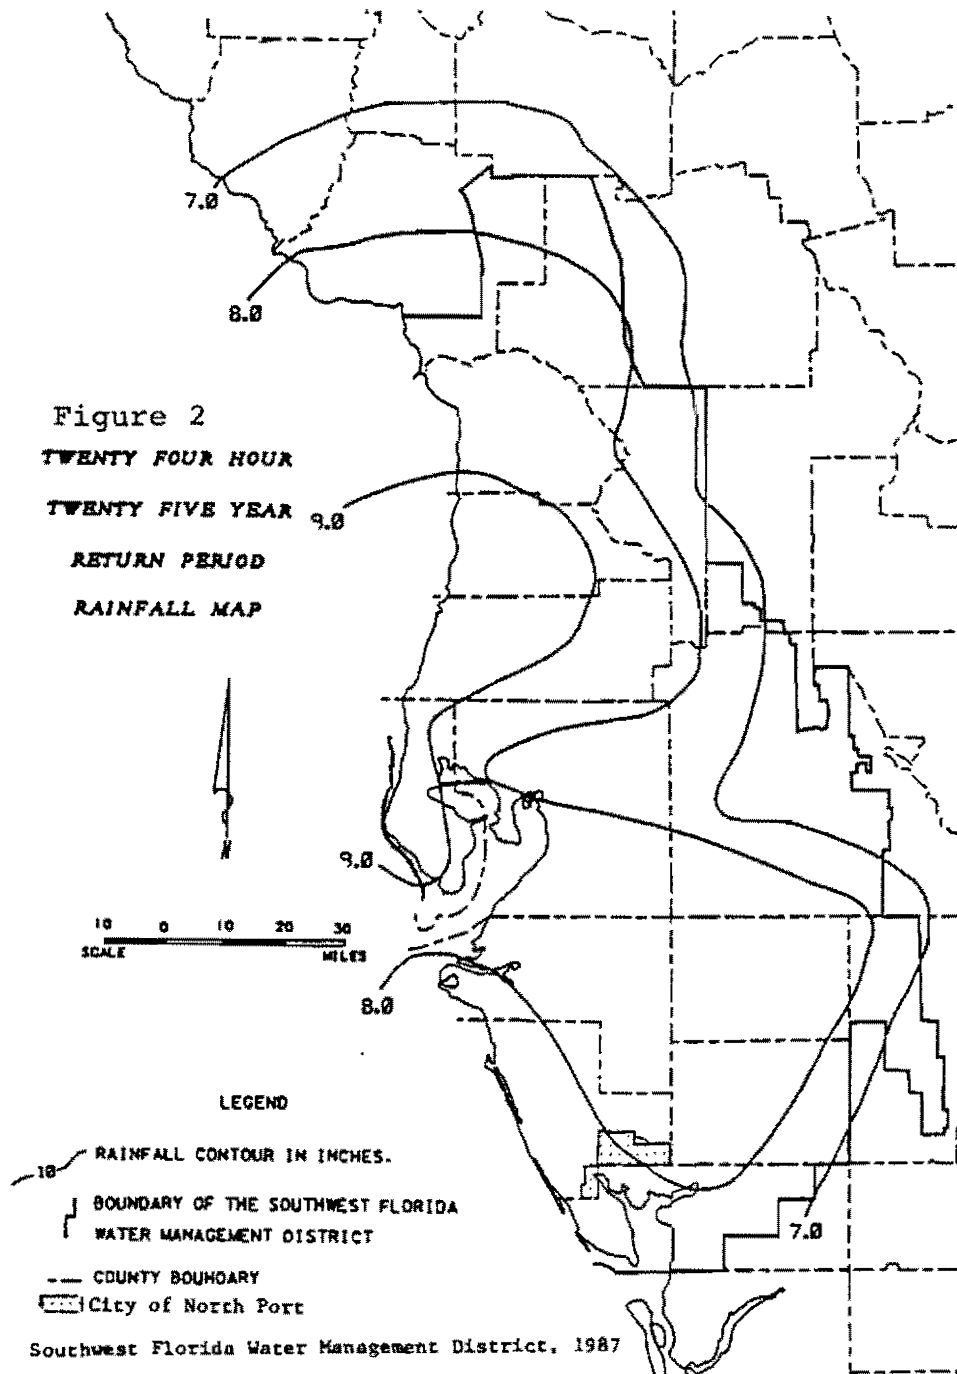 7.0
8.0
Figure 2
TWENTY FOUR HOUR
TWENTY FIVE YEAR
RETURN PERIOD
RAINFALL MAP
9.0
N
9.0
10 0 10 20 30
SCALE MILES
8.0
LEGEND
10 RAINFALL CONTOUR IN INCHES.
BOUNDARY OF THE SOUTHWEST FLORIDA
WATER MANAGEMENT DISTRICT
COUNTY BOUNDARY
City of North Port
7.0
Southwest Florida Water Management District, 1987